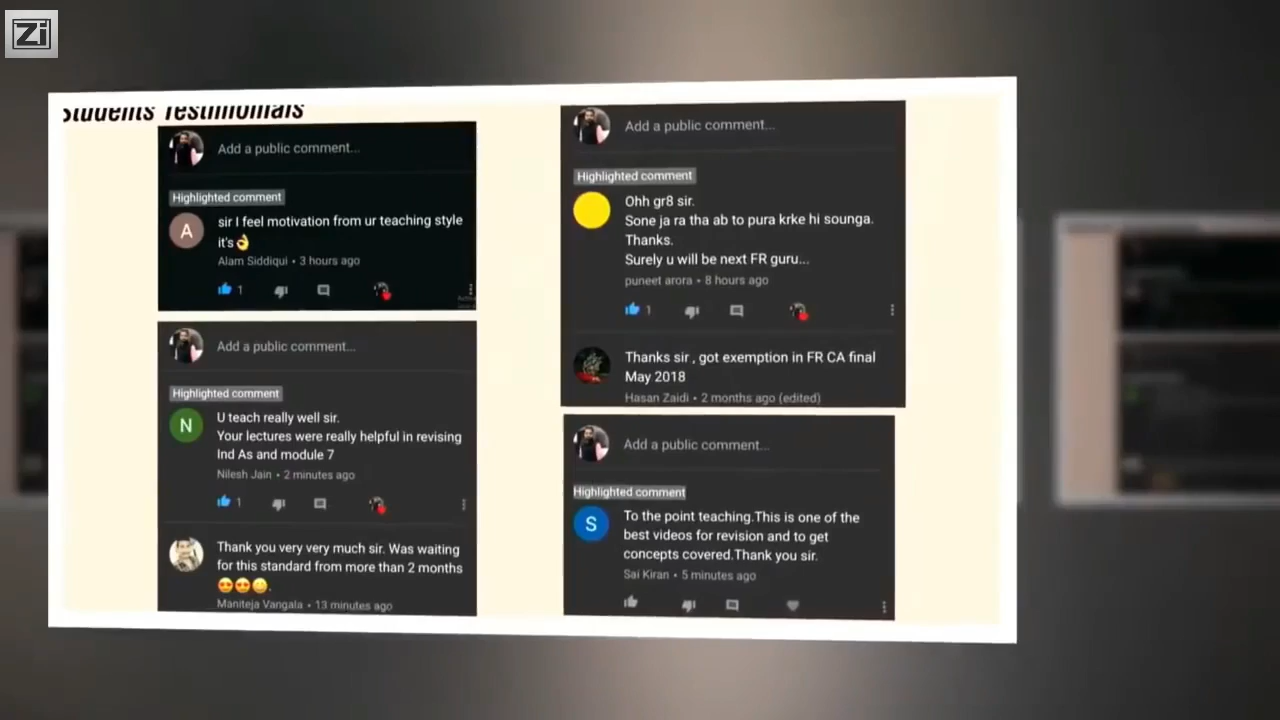 Zi
Students Testimonials
Add a public comment...
Highlighted comment
A
sir I feel motivation from ur teaching style
it's👌
Alam Siddiqui • 3 hours ago
1
Add a public comment...
Highlighted comment
N
U teach really well sir.
Your lectures were really helpful in revising
Ind As and module 7
Nilesh Jain • 2 minutes ago
1
Thank you very very much sir. Was waiting
for this standard from more than 2 months
😍😍😀.
Maniteja Vangala • 13 minutes ago
Add a public comment...
Highlighted comment
Ohh gr8 sir.
Sone ja ra tha ab to pura krke hi sounga.
Thanks.
Surely u will be next FR guru...
puneet arora • 8 hours ago
1
Thanks sir , got exemption in FR CA final
May 2018
Hasan Zaidi • 2 months ago (edited)
Add a public comment...
Highlighted comment
S
To the point teaching.This is one of the
best videos for revision and to get
concepts covered.Thank you sir.
Sai Kiran • 5 minutes ago